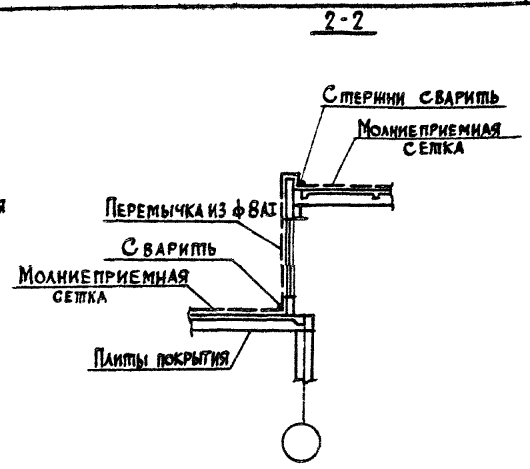 2-2
Стержни сварить
Молниеприемная
сетка
я
Перемычка из ф8АI
Сварить
Молниеприемная
сетка
Плиты покрытия